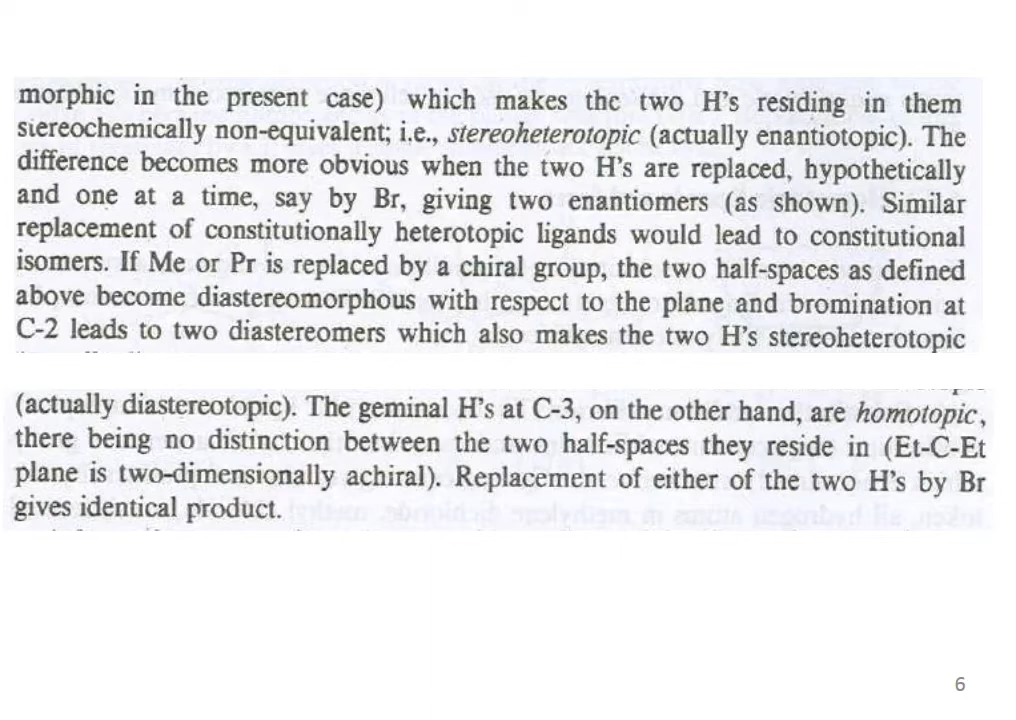 morphic in the present case) which makes the two H's residing in them
stereochemically non-equivalent; i.e., stereoheterotopic (actually enantiotopic). The
difference becomes more obvious when the two H's are replaced, hypothetically
and one at a time, say by Br, giving two enantiomers (as shown). Similar
replacement of constitutionally heterotopic ligands would lead to constitutional
isomers. If Me or Pr is replaced by a chiral group, the two half-spaces as defined
above become diastereomorphous with respect to the plane and bromination at
C-2 leads to two diastereomers which also makes the two H's stereoheterotopic
(actually diastereotopic). The geminal H's at C-3, on the other hand, are homotopic,
there being no distinction between the two half-spaces they reside in (Et-C-Et
plane is two-dimensionally achiral). Replacement of either of the two H's by Br
gives identical product.
6